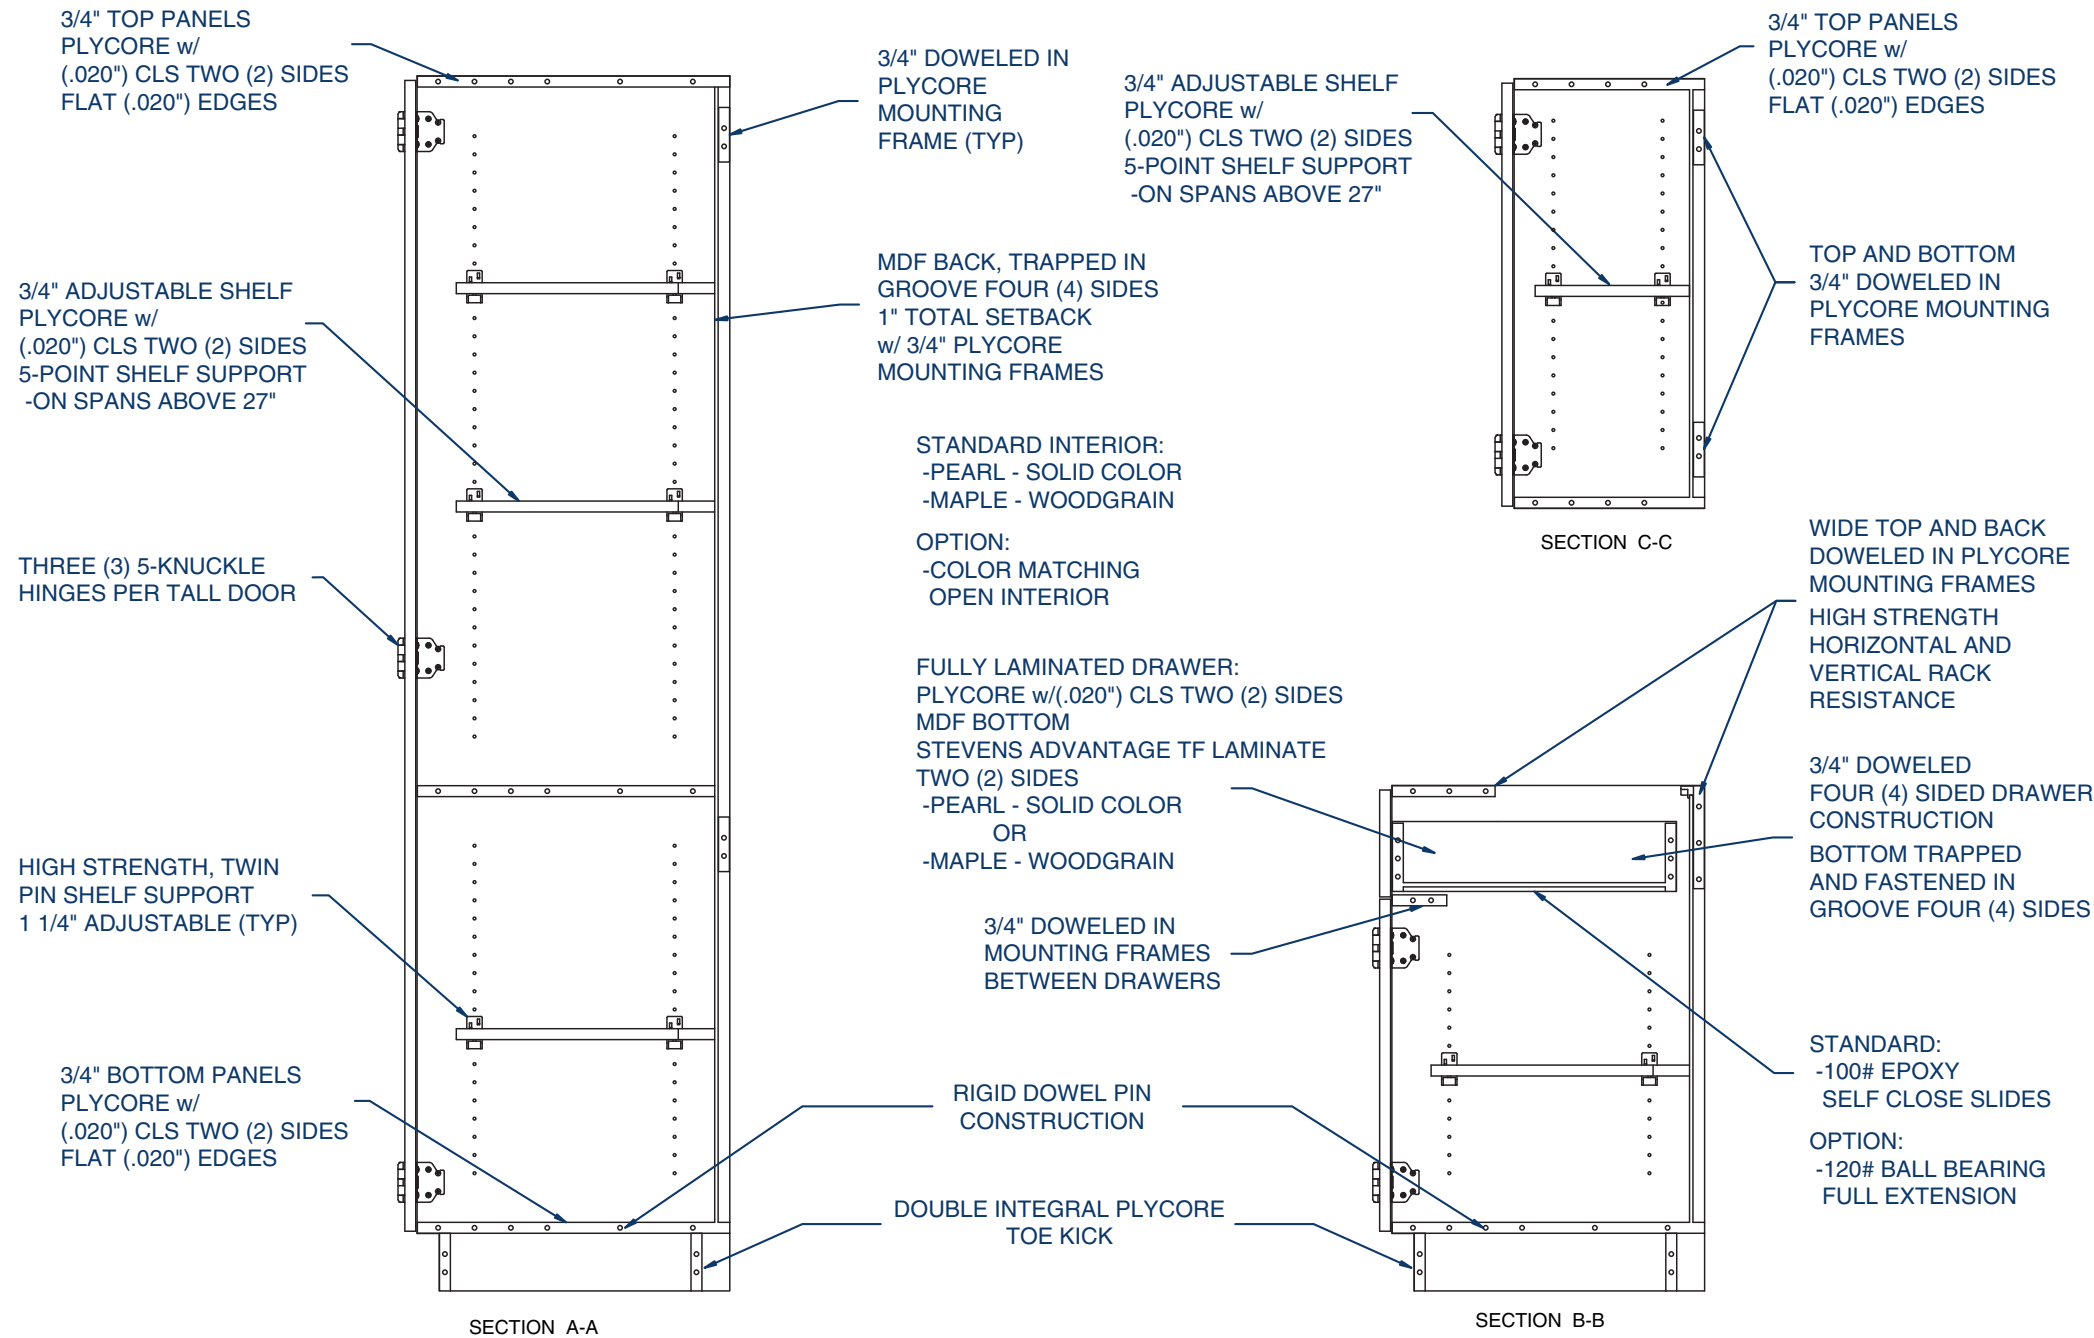 3/4" TOP PANELS
PLYCORE w/
(.020") CLS TWO (2) SIDES
FLAT (.020") EDGES
3/4" ADJUSTABLE SHELF
PLYCORE w/
(.020") CLS TWO (2) SIDES
5-POINT SHELF SUPPORT
-ON SPANS ABOVE 27"
THREE (3) 5-KNUCKLE
HINGES PER TALL DOOR
HIGH STRENGTH, TWIN
PIN SHELF SUPPORT
1 1/4" ADJUSTABLE (TYP)
3/4" BOTTOM PANELS
PLYCORE w/
(.020") CLS TWO (2) SIDES
FLAT (.020") EDGES
SECTION A-A
3/4" DOWELED IN
PLYCORE
MOUNTING
FRAME (TYP)
MDF BACK, TRAPPED IN
GROOVE FOUR (4) SIDES
1" TOTAL SETBACK
w/ 3/4" PLYCORE
MOUNTING FRAMES
STANDARD INTERIOR:
-PEARL - SOLID COLOR
-MAPLE - WOODGRAIN
OPTION:
-COLOR MATCHING
OPEN INTERIOR
FULLY LAMINATED DRAWER:
PLYCORE w/(.020") CLS TWO (2) SIDES
MDF BOTTOM
STEVENS ADVANTAGE TF LAMINATE
TWO (2) SIDES
-PEARL - SOLID COLOR
OR
-MAPLE - WOODGRAIN
3/4" DOWELED IN
MOUNTING FRAMES
BETWEEN DRAWERS
RIGID DOWEL PIN
CONSTRUCTION
DOUBLE INTEGRAL PLYCORE
TOE KICK
3/4" ADJUSTABLE SHELF
PLYCORE w/
(.020") CLS TWO (2) SIDES
5-POINT SHELF SUPPORT
-ON SPANS ABOVE 27"
3/4" TOP PANELS
PLYCORE w/
(.020") CLS TWO (2) SIDES
FLAT (.020") EDGES
TOP AND BOTTOM
3/4" DOWELED IN
PLYCORE MOUNTING
FRAMES
SECTION C-C
WIDE TOP AND BACK
DOWELED IN PLYCORE
MOUNTING FRAMES
HIGH STRENGTH
HORIZONTAL AND
VERTICAL RACK
RESISTANCE
3/4" DOWELED
FOUR (4) SIDED DRAWER
CONSTRUCTION
BOTTOM TRAPPED
AND FASTENED IN
GROOVE FOUR (4) SIDES
STANDARD:
-100# EPOXY
SELF CLOSE SLIDES
OPTION:
-120# BALL BEARING
FULL EXTENSION
SECTION B-B